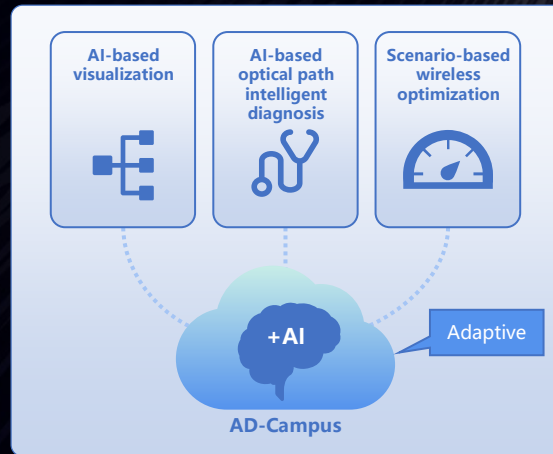 AI-based
visualization
AI-based
optical path
intelligent
diagnosis
Scenario-based
wireless
optimization
+AI
Adaptive
AD-Campus